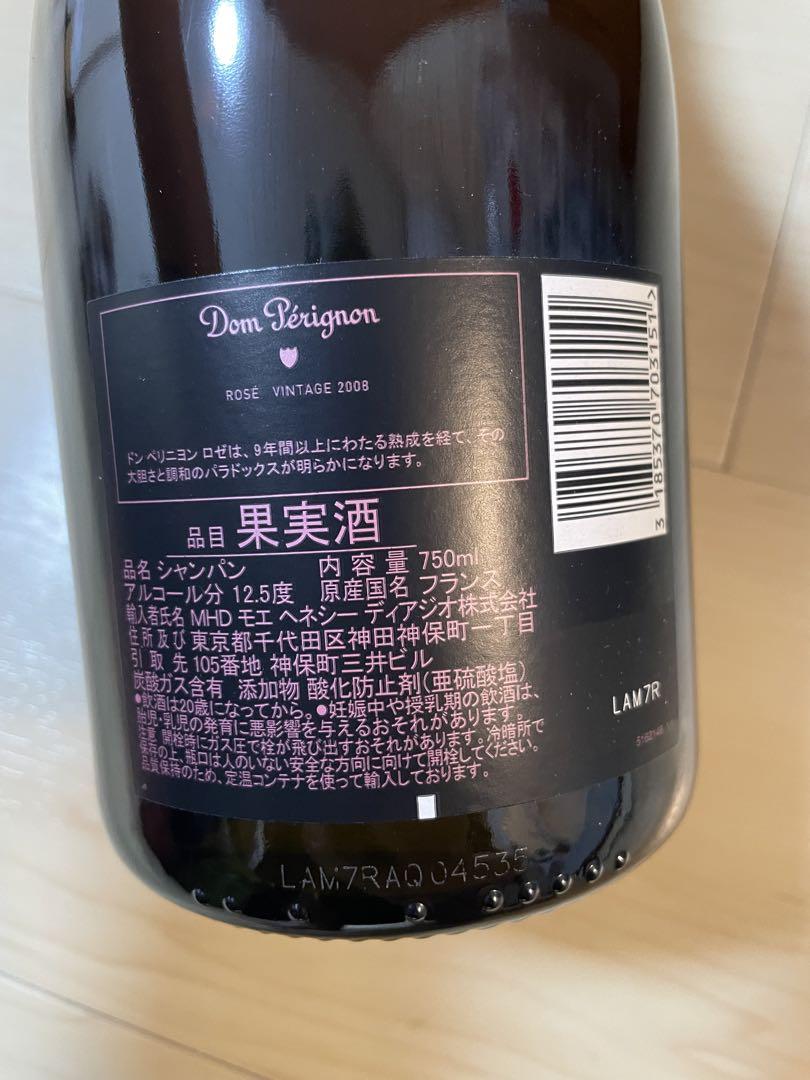 Dom Pérignon
ROSÉ VINTAGE 2008
ドン ペリニヨン ロゼは、9年間以上にわたる熟成を経て、その
大胆さと調和のパラドックスが明らかになります。
品目 果実酒
品名 シャンパン 内容量 750ml
アルコール分 12.5度 原産国名 フランス
輸入者氏名 MHD モエ ヘネシー ディアジオ株式会社
住所及び 東京都千代田区神田神保町一丁目
引取先 105番地 神保町三井ビル
炭酸ガス含有 添加物 酸化防止剤(亜硫酸塩)
●飲酒は20歳になってから。●妊娠中や授乳期の飲酒は、
胎児・乳児の発育に悪影響を与えるおそれがあります。
注意 開栓時にガス圧で栓が飛び出すおそれがあります。冷暗所で
保存の上、瓶口は人のいない安全な方向に向けて開栓してください。
品質保持のため、定温コンテナを使って輸入しております。
3 185370 703151 >
LAM7R
LAM7RAQ04535